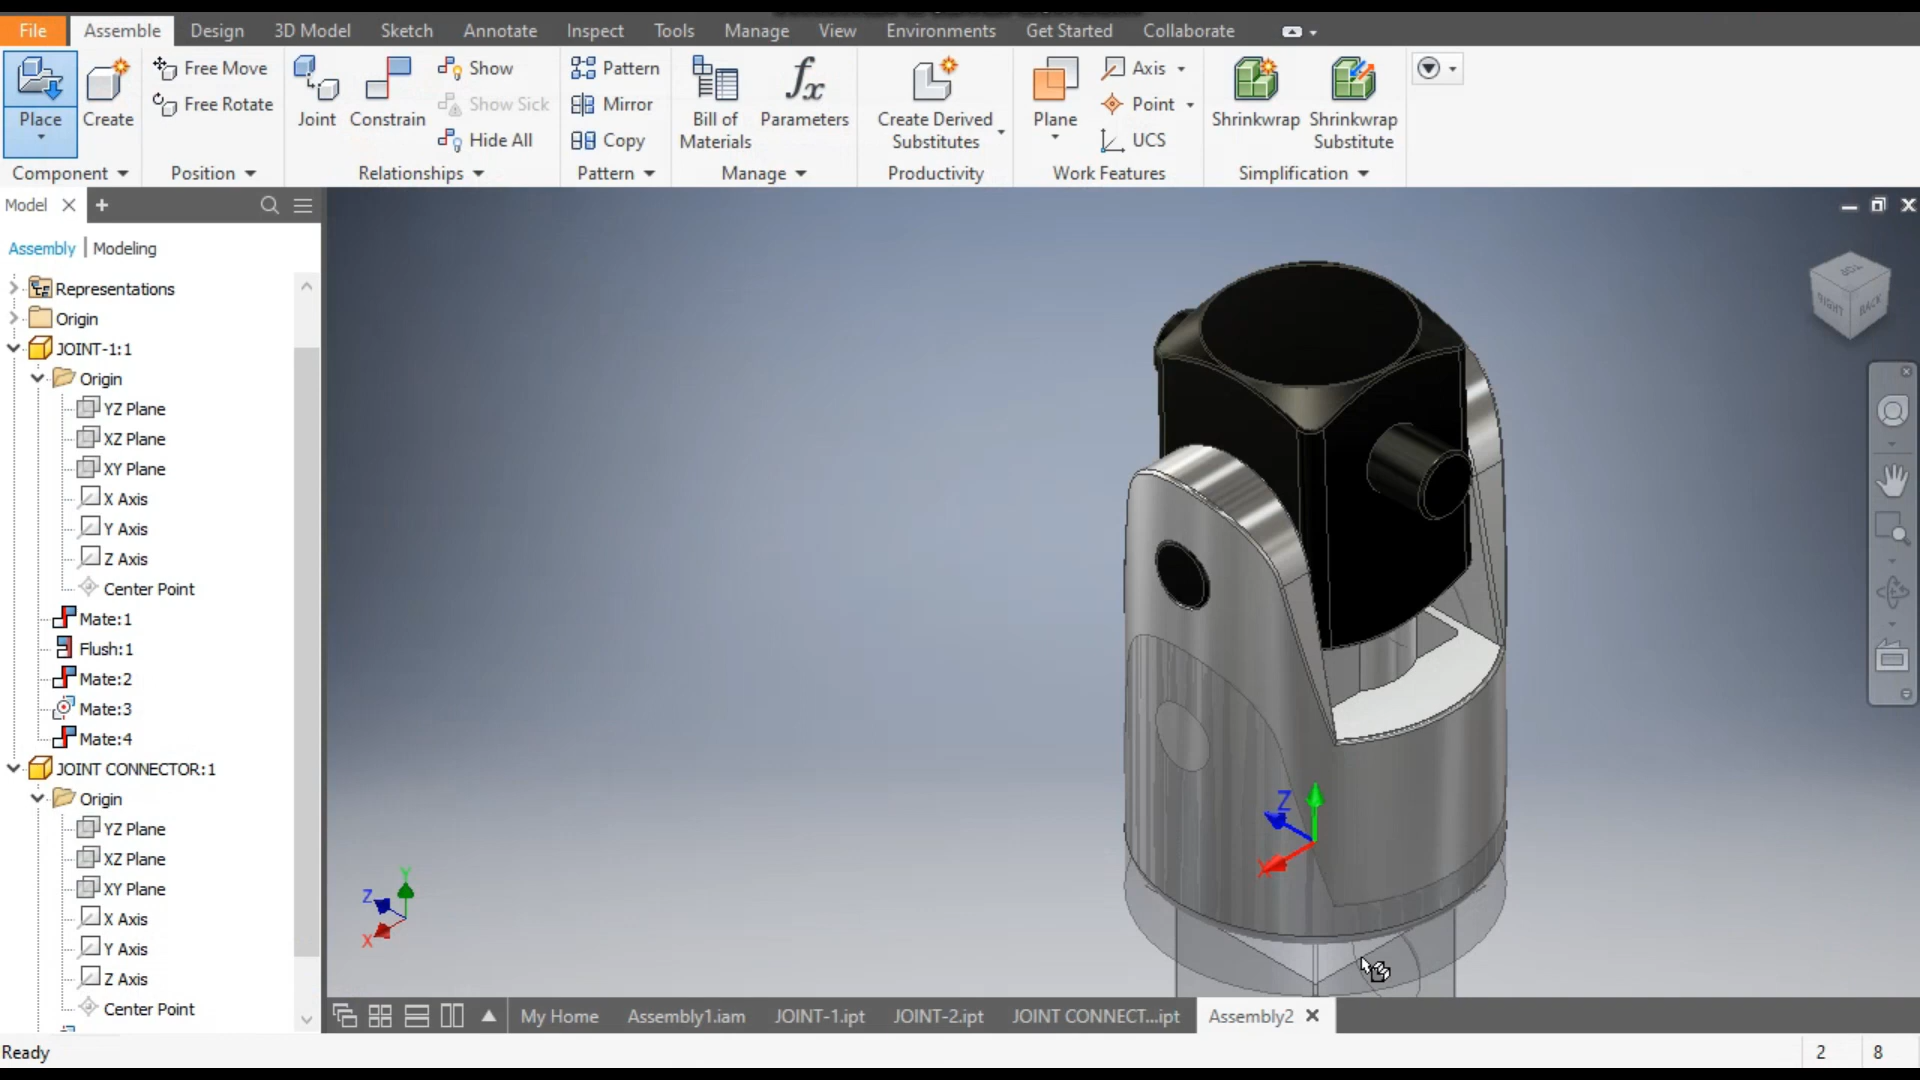 File Assemble Design 3D Model Sketch Annotate Inspect Tools Manage View Environments Get Started Collaborate
Place Create Free Move Free Rotate Joint Constrain Show Show Sick Hide All Pattern Mirror Copy Bill of Materials Parameters Create Derived Substitutes Plane Axis Point UCS Shrinkwrap Shrinkwrap Substitute
Component Position Relationships Pattern Manage Productivity Work Features Simplification
Model
Assembly | Modeling
Representations
Origin
JOINT-1:1
Origin
YZ Plane
XZ Plane
XY Plane
X Axis
Y Axis
Z Axis
Center Point
Mate:1
Flush:1
Mate:2
Mate:3
Mate:4
JOINT CONNECTOR:1
Origin
YZ Plane
XZ Plane
XY Plane
X Axis
Y Axis
Z Axis
Center Point
TOP
RIGHT BACK
Z
X
Y
Z
X
My Home Assembly1.iam JOINT-1.ipt JOINT-2.ipt JOINT CONNECT...ipt Assembly2
Ready 2 8